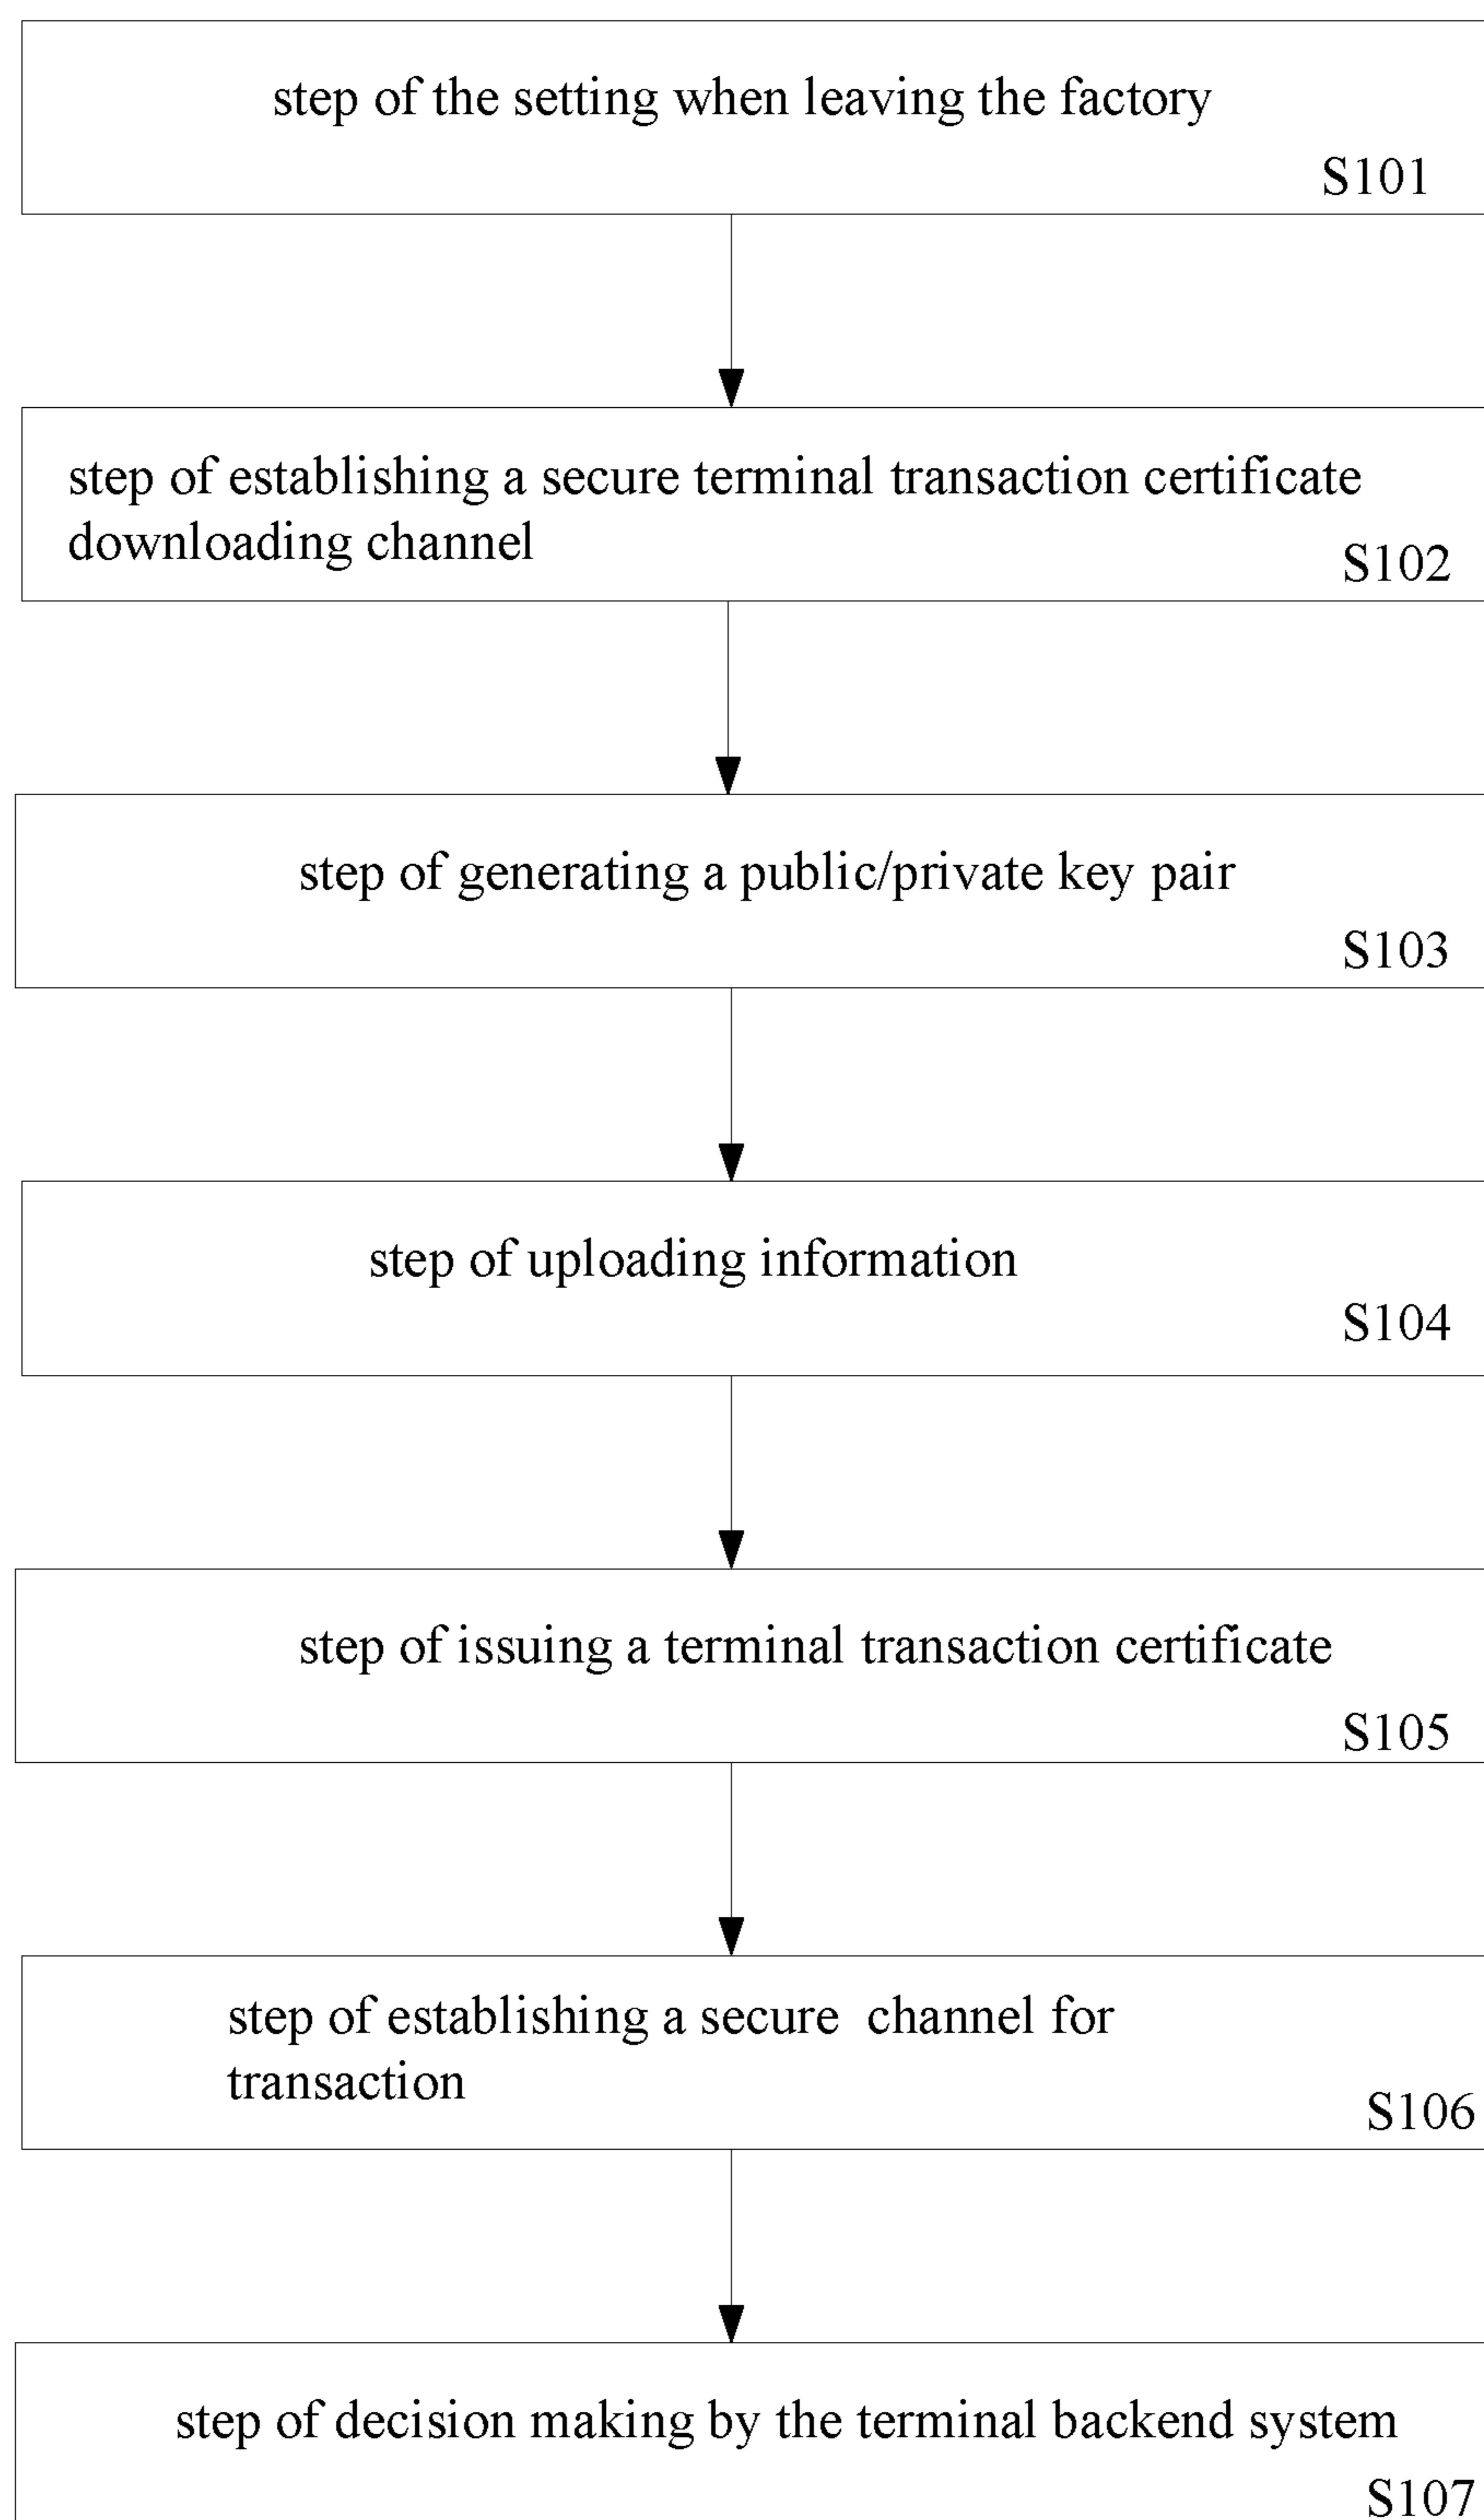 step of the setting when leaving the factory
S101
step of establishing a secure terminal transaction certificate
downloading channel
S102
step of generating a public/private key pair
S103
step of uploading information
S104
step of issuing a terminal transaction certificate
S105
step of establishing a secure channel for
transaction
S106
step of decision making by the terminal backend system
S107